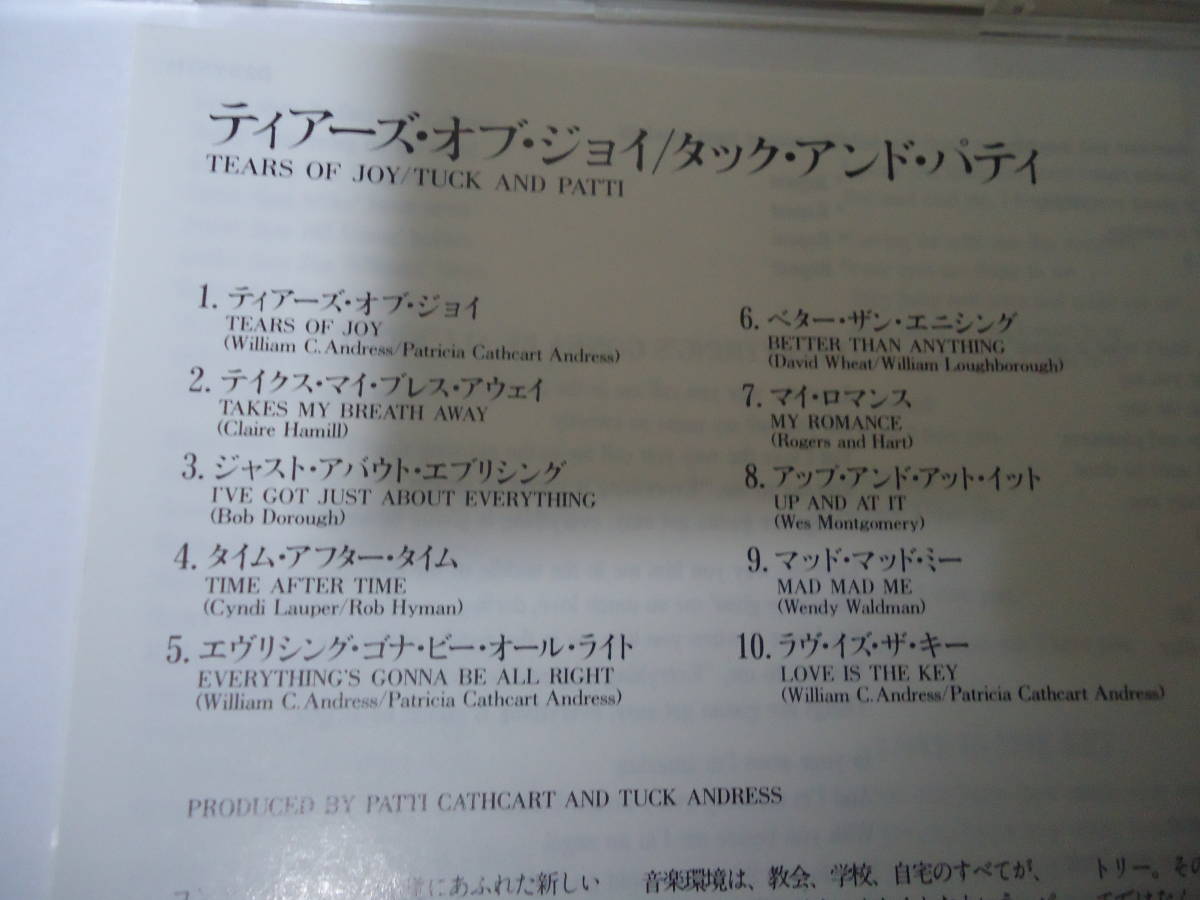 ティアーズ・オブ・ジョイ/タック・アンド・パティ
TEARS OF JOY/TUCK AND PATTI
1. ティアーズ・オブ・ジョイ
TEARS OF JOY
(William C. Andress/Patricia Cathcart Andress)
2. テイクス・マイ・ブレス・アウェイ
TAKES MY BREATH AWAY
(Claire Hamill)
3. ジャスト・アバウト・エブリシング
I'VE GOT JUST ABOUT EVERYTHING
(Bob Dorough)
4. タイム・アフター・タイム
TIME AFTER TIME
(Cyndi Lauper/Rob Hyman)
5. エヴリシング・ゴナ・ビー・オール・ライト
EVERYTHING'S GONNA BE ALL RIGHT
(William C. Andress/Patricia Cathcart Andress)
6. ベター・ザン・エニシング
BETTER THAN ANYTHING
(David Wheat/William Loughborough)
7. マイ・ロマンス
MY ROMANCE
(Rogers and Hart)
8. アップ・アンド・アット・イット
UP AND AT IT
(Wes Montgomery)
9. マッド・マッド・ミー
MAD MAD ME
(Wendy Waldman)
10. ラヴ・イズ・ザ・キー
LOVE IS THE KEY
(William C. Andress/Patricia Cathcart Andress)
PRODUCED BY PATTI CATHCART AND TUCK ANDRESS
にあふれた新しい
音楽環境は、教会、学校、自宅のすべてが、
トリー。その